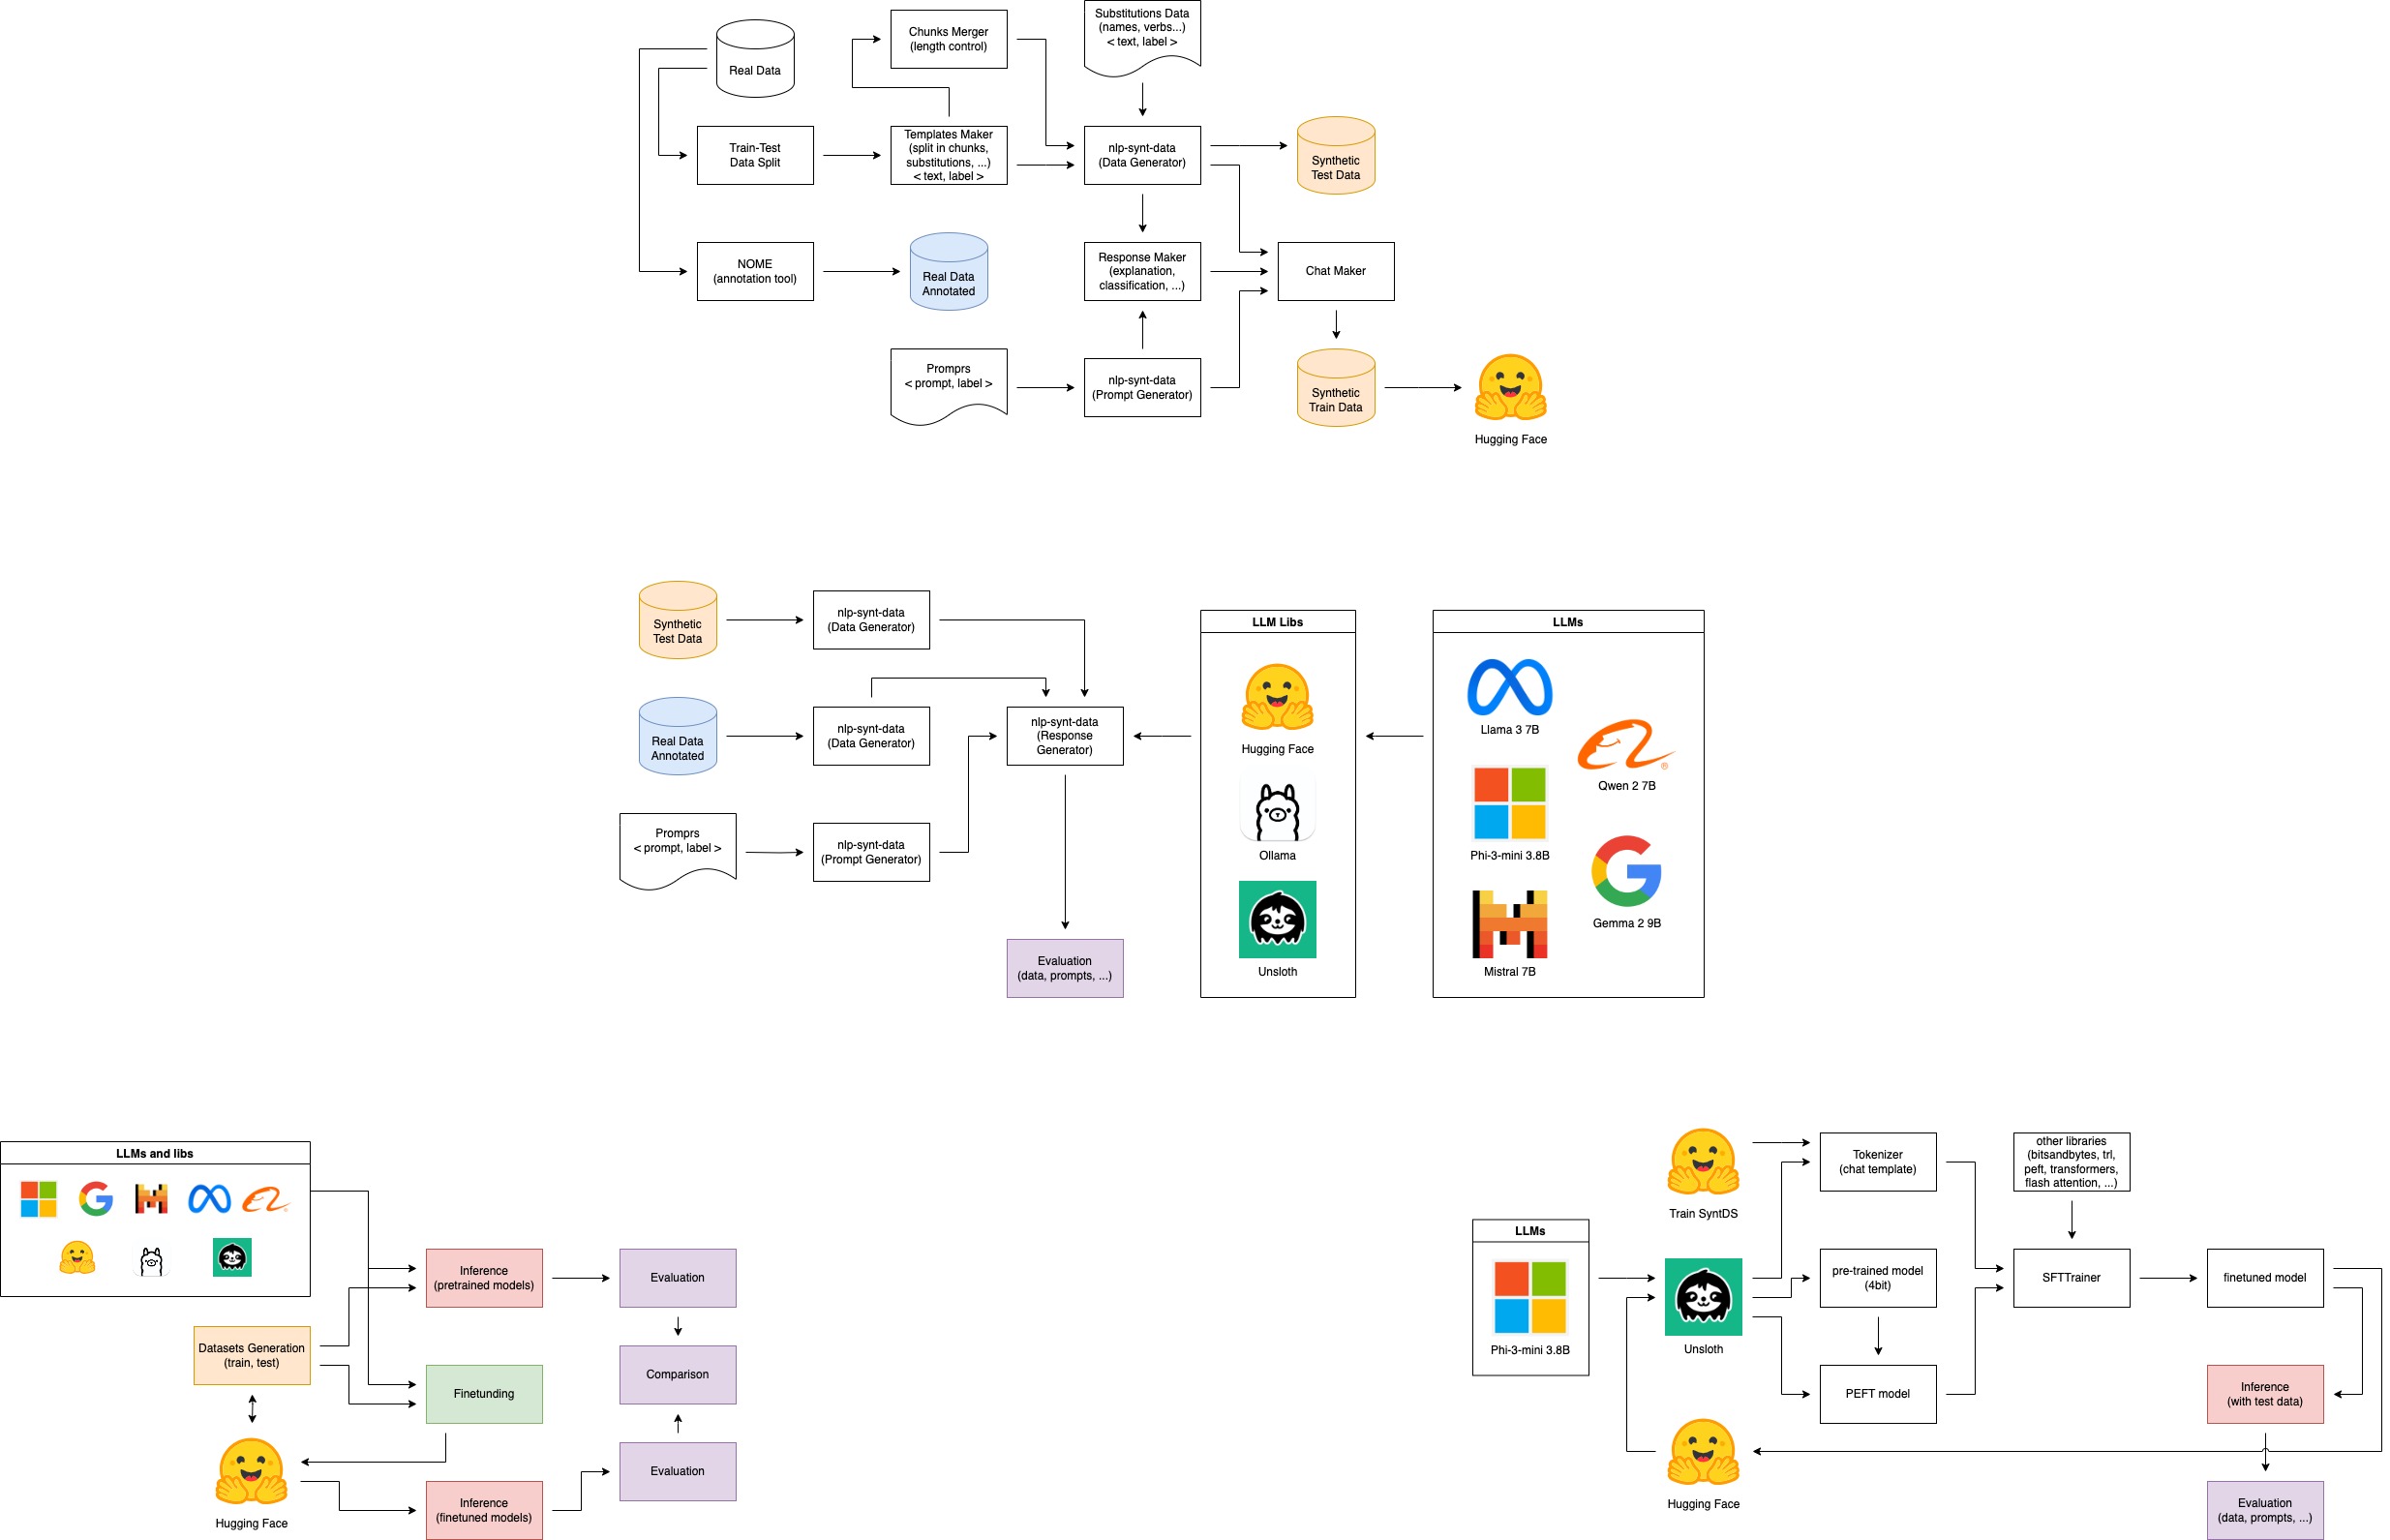 Real Data
Chunks Merger
(length control)
Substitutions Data
(names, verbs...)
< text, label >
Train-Test
Data Split
Templates Maker
(split in chunks,
substitutions, ...)
< text, label >
nlp-synt-data
(Data Generator)
Synthetic
Test Data
NOME
(annotation tool)
Real Data
Annotated
Response Maker
(explanation,
classification, ...)
Chat Maker
Promprs
< prompt, label >
nlp-synt-data
(Prompt Generator)
Synthetic
Train Data
Hugging Face
Synthetic
Test Data
nlp-synt-data
(Data Generator)
Real Data
Annotated
nlp-synt-data
(Data Generator)
nlp-synt-data
(Response
Generator)
Promprs
< prompt, label >
nlp-synt-data
(Prompt Generator)
Evaluation
(data, prompts, ...)
LLM Libs
Hugging Face
Ollama
Unsloth
LLMs
Llama 3 7B
Qwen 2 7B
Phi-3-mini 3.8B
Gemma 2 9B
Mistral 7B
LLMs and libs
Inference
(pretrained models)
Evaluation
Datasets Generation
(train, test)
Comparison
Finetunding
Evaluation
Hugging Face
Inference
(finetuned models)
Train SyntDS
Tokenizer
(chat template)
other libraries
(bitsandbytes, trl,
peft, transformers,
flash attention, ...)
LLMs
Phi-3-mini 3.8B
Unsloth
pre-trained model
(4bit)
SFTTrainer
finetuned model
PEFT model
Inference
(with test data)
Hugging Face
Evaluation
(data, prompts, ...)